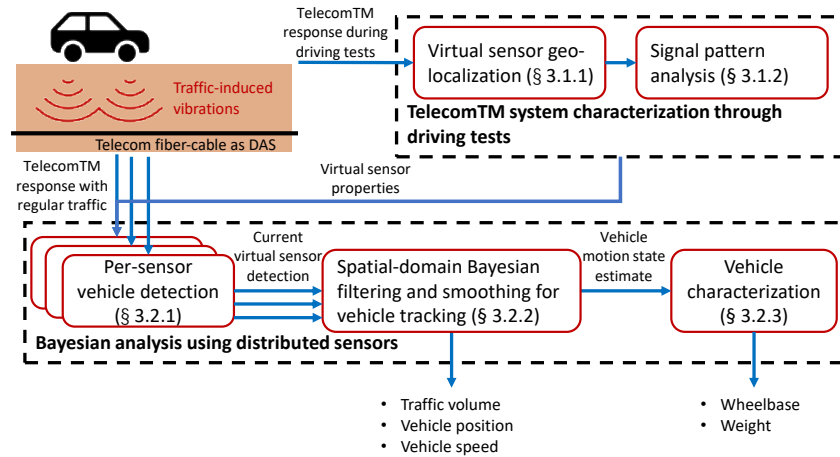 TelecomTM
response during
driving tests
Virtual sensor geo-
localization (§ 3.1.1)
Signal pattern
analysis (§ 3.1.2)
TelecomTM system characterization through
driving tests
Traffic-induced
vibrations
Telecom fiber-cable as DAS
TelecomTM
response with
regular traffic
Virtual sensor
properties
Per-sensor
vehicle detection
(§ 3.2.1)
Current
virtual sensor
detection
Spatial-domain Bayesian
filtering and smoothing for
vehicle tracking (§ 3.2.2)
Vehicle
motion state
estimate
Vehicle
characterization
(§ 3.2.3)
Bayesian analysis using distributed sensors
• Traffic volume
• Vehicle position
• Vehicle speed
• Wheelbase
• Weight